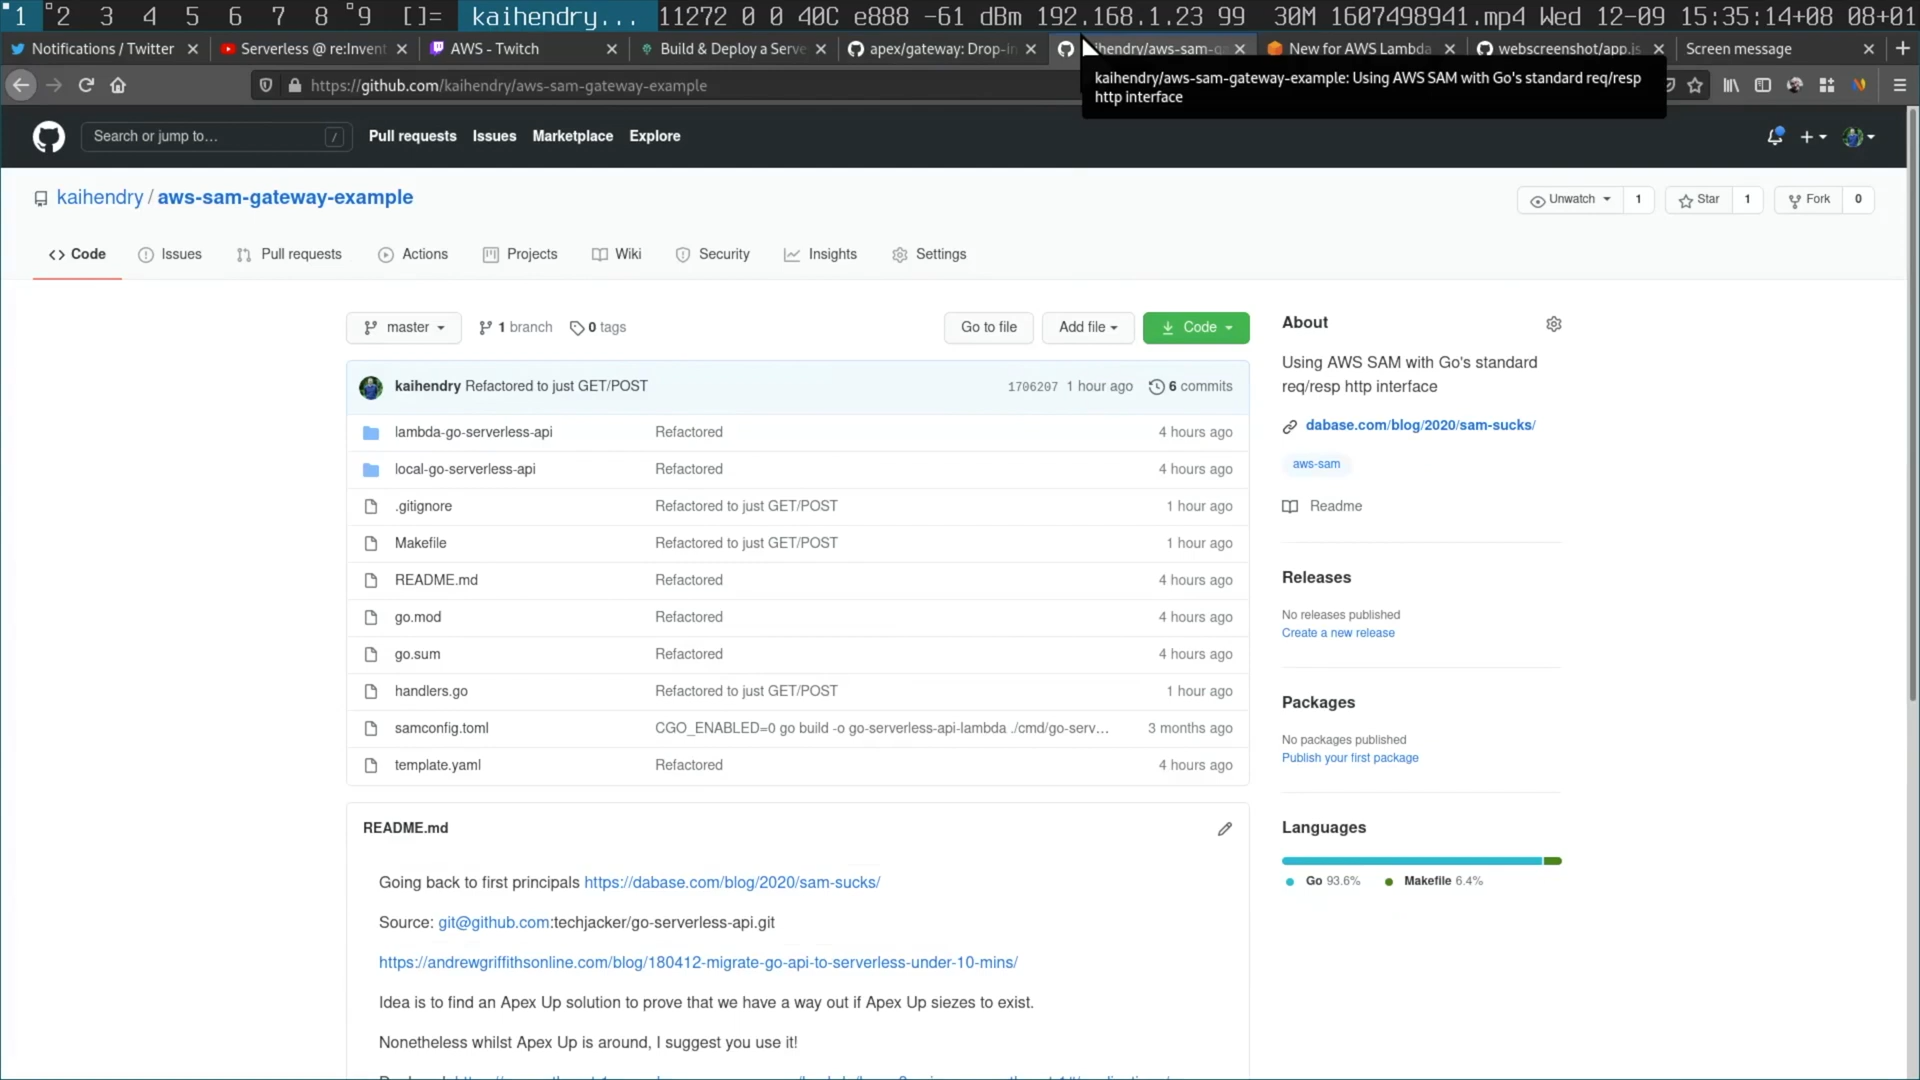 1 2 3 4 5 6 7 8 9 []= kaihendry... 11272 0 0 40C e888 -61 dBm 192.168.1.23 99 30M 1607498941.mp4 Wed 12-09 15:35:14+08 08+01
Notifications / Twitter Serverless @ re:Invent AWS - Twitch Build & Deploy a Serve apex/gateway: Drop-in ihendry/aws-sam-ga New for AWS Lambda webscreenshot/app.js Screen message
https://github.com/kaihendry/aws-sam-gateway-example
kaihendry/aws-sam-gateway-example: Using AWS SAM with Go's standard req/resp
http interface
Search or jump to… / Pull requests Issues Marketplace Explore
kaihendry / aws-sam-gateway-example Unwatch 1 Star 1 Fork 0
Code Issues Pull requests Actions Projects Wiki Security Insights Settings
master 1 branch 0 tags Go to file Add file Code
kaihendry Refactored to just GET/POST 1706207 1 hour ago 6 commits
lambda-go-serverless-api Refactored 4 hours ago
local-go-serverless-api Refactored 4 hours ago
.gitignore Refactored to just GET/POST 1 hour ago
Makefile Refactored to just GET/POST 1 hour ago
README.md Refactored 4 hours ago
go.mod Refactored 4 hours ago
go.sum Refactored 4 hours ago
handlers.go Refactored to just GET/POST 1 hour ago
samconfig.toml CGO_ENABLED=0 go build -o go-serverless-api-lambda ./cmd/go-serv… 3 months ago
template.yaml Refactored 4 hours ago
README.md
Going back to first principals https://dabase.com/blog/2020/sam-sucks/
Source: git@github.com:techjacker/go-serverless-api.git
https://andrewgriffithsonline.com/blog/180412-migrate-go-api-to-serverless-under-10-mins/
Idea is to find an Apex Up solution to prove that we have a way out if Apex Up siezes to exist.
Nonetheless whilst Apex Up is around, I suggest you use it!
About
Using AWS SAM with Go's standard
req/resp http interface
dabase.com/blog/2020/sam-sucks/
aws-sam
Readme
Releases
No releases published
Create a new release
Packages
No packages published
Publish your first package
Languages
Go 93.6% Makefile 6.4%